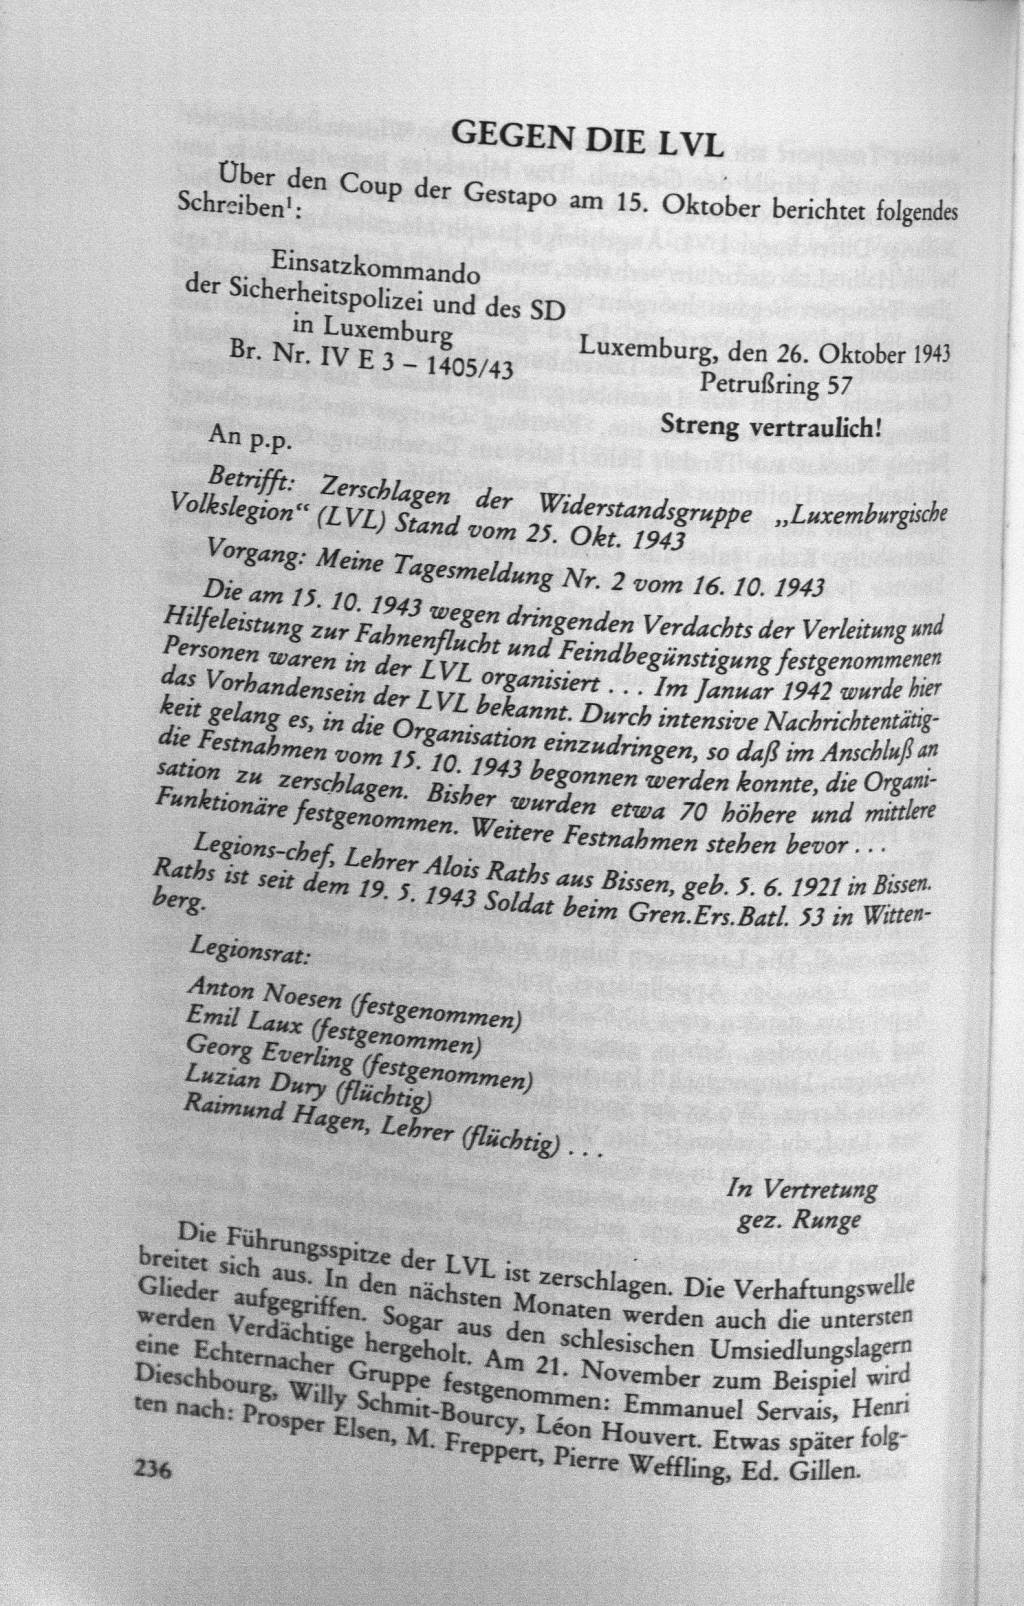 GEGEN DIE LVL
Über den Coup der Gestapo am 15. Oktober berichtet folgendes
Schreiben¹:
Einsatzkommando
der Sicherheitspolizei und des SD
in Luxemburg
Br. Nr. IV E 3 – 1405/43
Luxemburg, den 26. Oktober 1943
Petrußring 57
Streng vertraulich!
An p.p.
Betrifft: Zerschlagen der Widerstandsgruppe „Luxemburgische
Volkslegion“ (LVL) Stand vom 25. Okt. 1943
Vorgang: Meine Tagesmeldung Nr. 2 vom 16. 10. 1943
Die am 15. 10. 1943 wegen dringenden Verdachts der Verleitung und
Hilfeleistung zur Fahnenflucht und Feindbegünstigung festgenommenen
Personen waren in der LVL organisiert . . . Im Januar 1942 wurde hier
das Vorhandensein der LVL bekannt. Durch intensive Nachrichtentätig-
keit gelang es, in die Organisation einzudringen, so daß im Anschluß an
die Festnahmen vom 15. 10. 1943 begonnen werden konnte, die Organi-
sation zu zerschlagen. Bisher wurden etwa 70 höhere und mittlere
Funktionäre festgenommen. Weitere Festnahmen stehen bevor . . .
Legions-chef, Lehrer Alois Raths aus Bissen, geb. 5. 6. 1921 in Bissen.
Raths ist seit dem 19. 5. 1943 Soldat beim Gren.Ers.Batl. 53 in Witten-
berg.
Legionsrat:
Anton Noesen (festgenommen)
Emil Laux (festgenommen)
Georg Everling (festgenommen)
Luzian Dury (flüchtig)
Raimund Hagen, Lehrer (flüchtig) . . .
In Vertretung
gez. Runge
Die Führungsspitze der LVL ist zerschlagen. Die Verhaftungswelle
breitet sich aus. In den nächsten Monaten werden auch die untersten
Glieder aufgegriffen. Sogar aus den schlesischen Umsiedlungslagern
werden Verdächtige hergeholt. Am 21. November zum Beispiel wird
eine Echternacher Gruppe festgenommen: Emmanuel Servais, Henri
Dieschbourg, Willy Schmit-Bourcy, Léon Houvert. Etwas später folg-
ten nach: Prosper Elsen, M. Freppert, Pierre Weffling, Ed. Gillen.
236